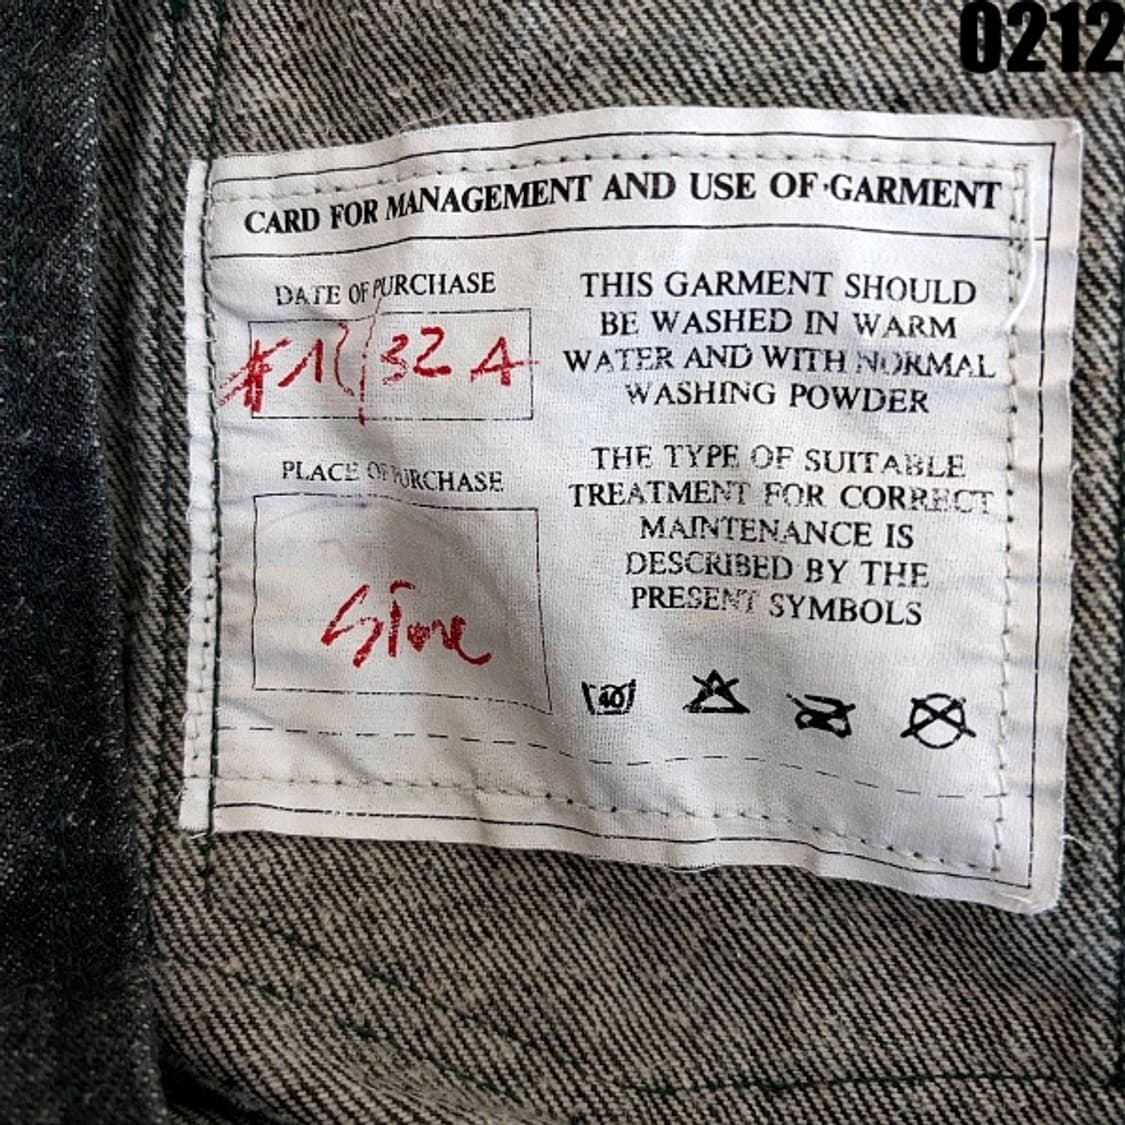 0212
CARD FOR MANAGEMENT AND USE OF GARMENT
DATE OF PURCHASE
32 A
PLACE OF PURCHASE
Stone
THIS GARMENT SHOULD
BE WASHED IN WARM
WATER AND WITH NORMAL
WASHING POWDER
THE TYPE OF SUITABLE
TREATMENT FOR CORRECT
MAINTENANCE IS
DESCRIBED BY THE
PRESENT SYMBOLS
40